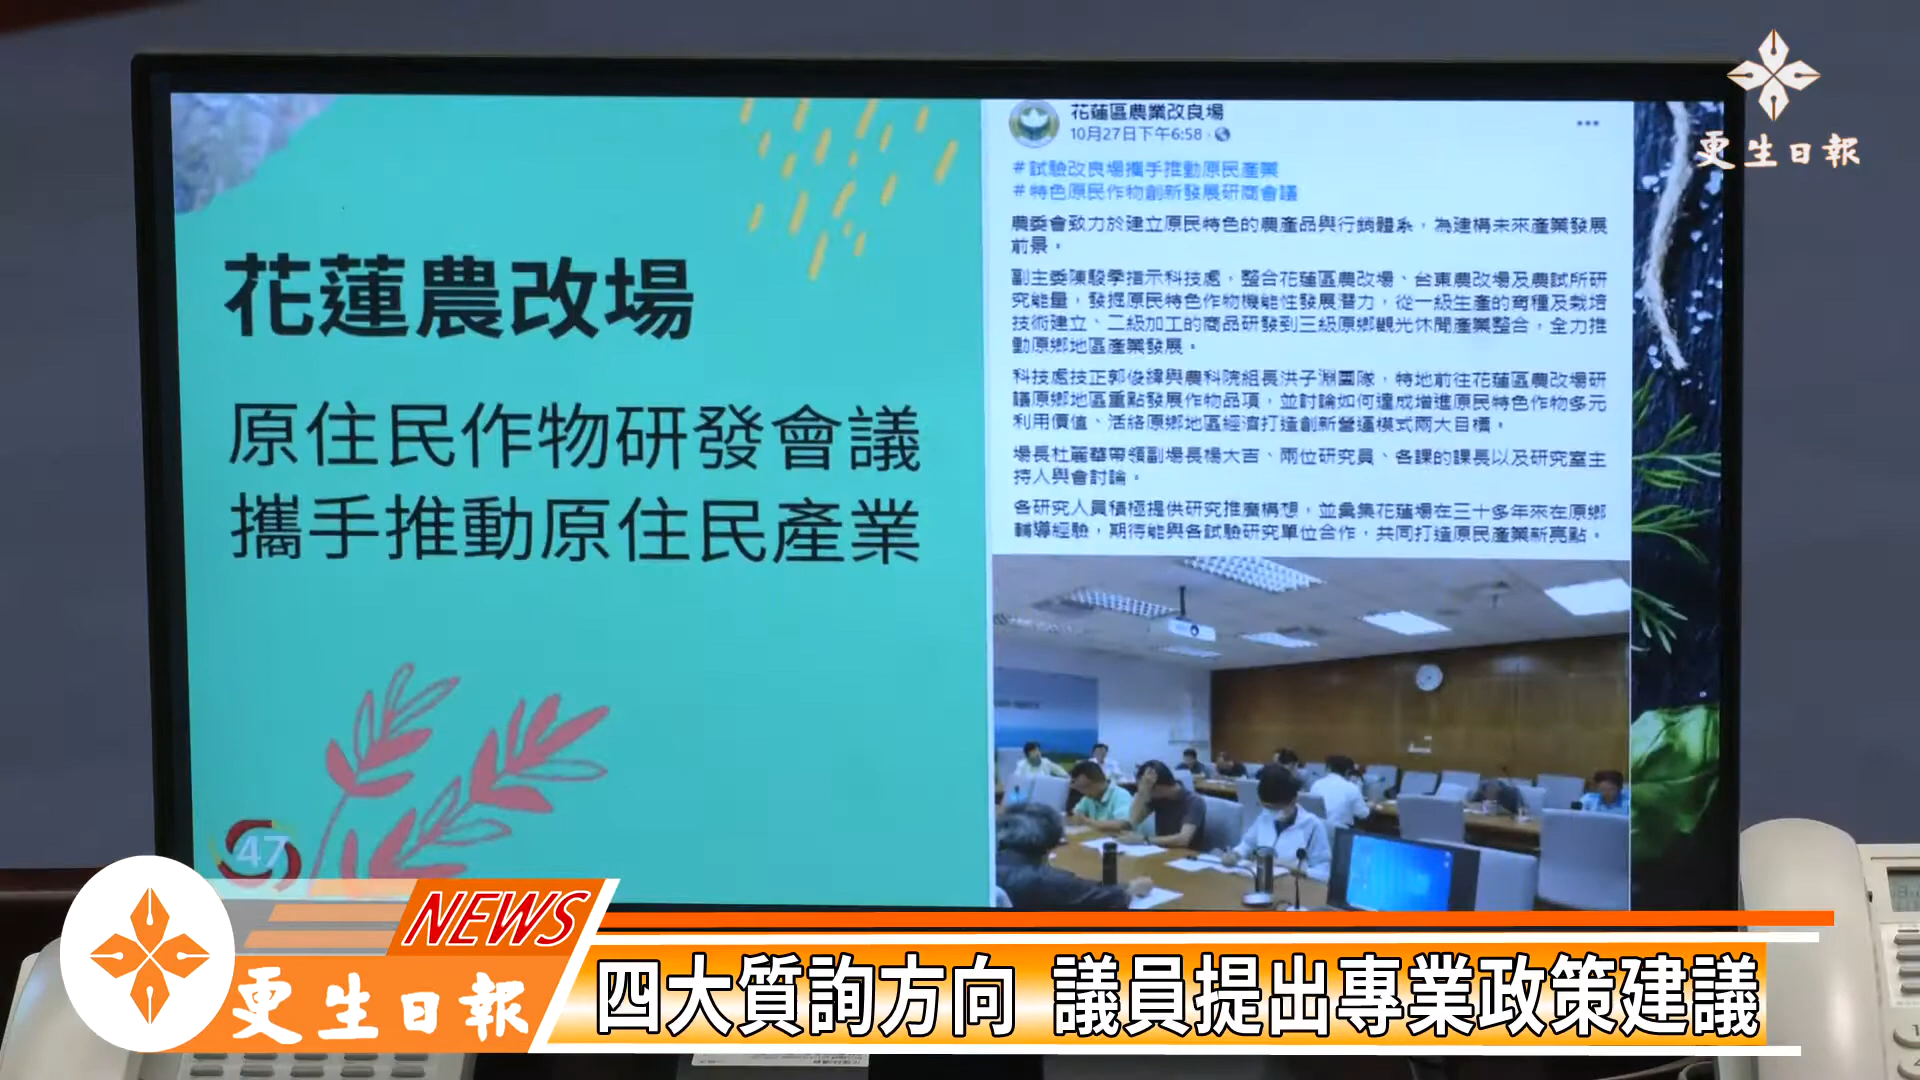 更生日報
花蓮農改場
原住民作物研發會議
攜手推動原住民產業
47
花蓮區農業改良場
10月27日下午6:58
#試驗改良場攜手推動原民產業
#特色原民作物創新發展研商會議
農委會致力於建立原民特色的農產品與行銷體系，為建構未來產業發展
前景。
副主委陳駿季指示科技處，整合花蓮區農改場、台東農改場及農試所研
究能量，發掘原民特色作物機能性發展潛力，從一級生產的育種及栽培
技術建立、二級加工的商品研發到三級原鄉觀光休閒產業整合，全力推
動原鄉地區產業發展。
科技處技正郭俊緯與農科院組長洪子淵團隊，特地前往花蓮區農改場研
議原鄉地區重點發展作物品項，並討論如何達成增進原民特色作物多元
利用價值、活絡原鄉地區經濟打造創新營運模式兩大目標。
場長杜麗華帶領副場長楊大吉、兩位研究員、各課的課長以及研究室主
持人與會討論。
各研究人員積極提供研究推廣構想，並彙集花蓮場在三十多年來在原鄉
輔導經驗，期待能與各試驗研究單位合作，共同打造原民產業新亮點。
NEWS
更生日報
四大質詢方向 議員提出專業政策建議